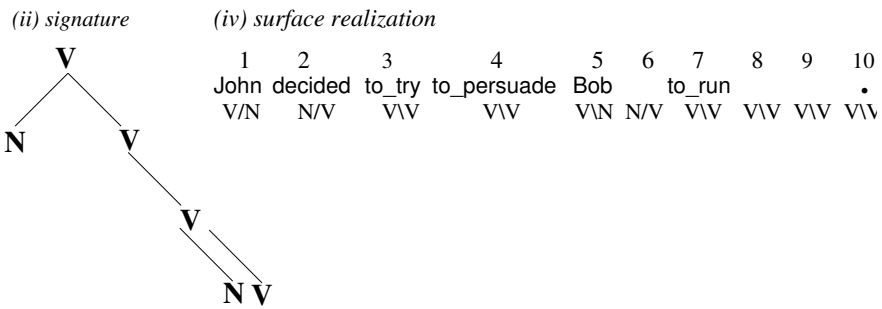 (ii) signature (iv) surface realization
V 1 2 3 4 5 6 7 8 9 10
John decided to_try to_persuade Bob to_run .
V/N N/V V\V V\V V\N N/V V\V V\V V\V V\V
N V
V
N V